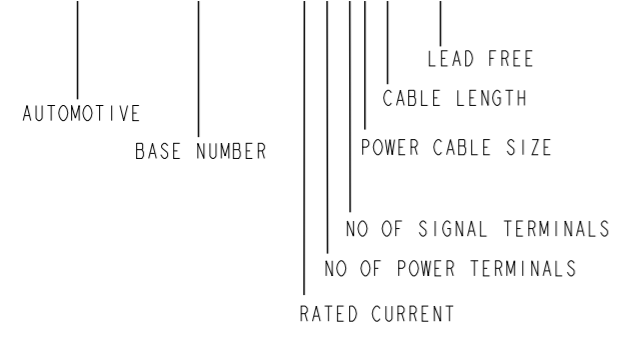 LEAD FREE
CABLE LENGTH
AUTOMOTIVE
BASE NUMBER
POWER CABLE SIZE
NO OF SIGNAL TERMINALS
NO OF POWER TERMINALS
RATED CURRENT